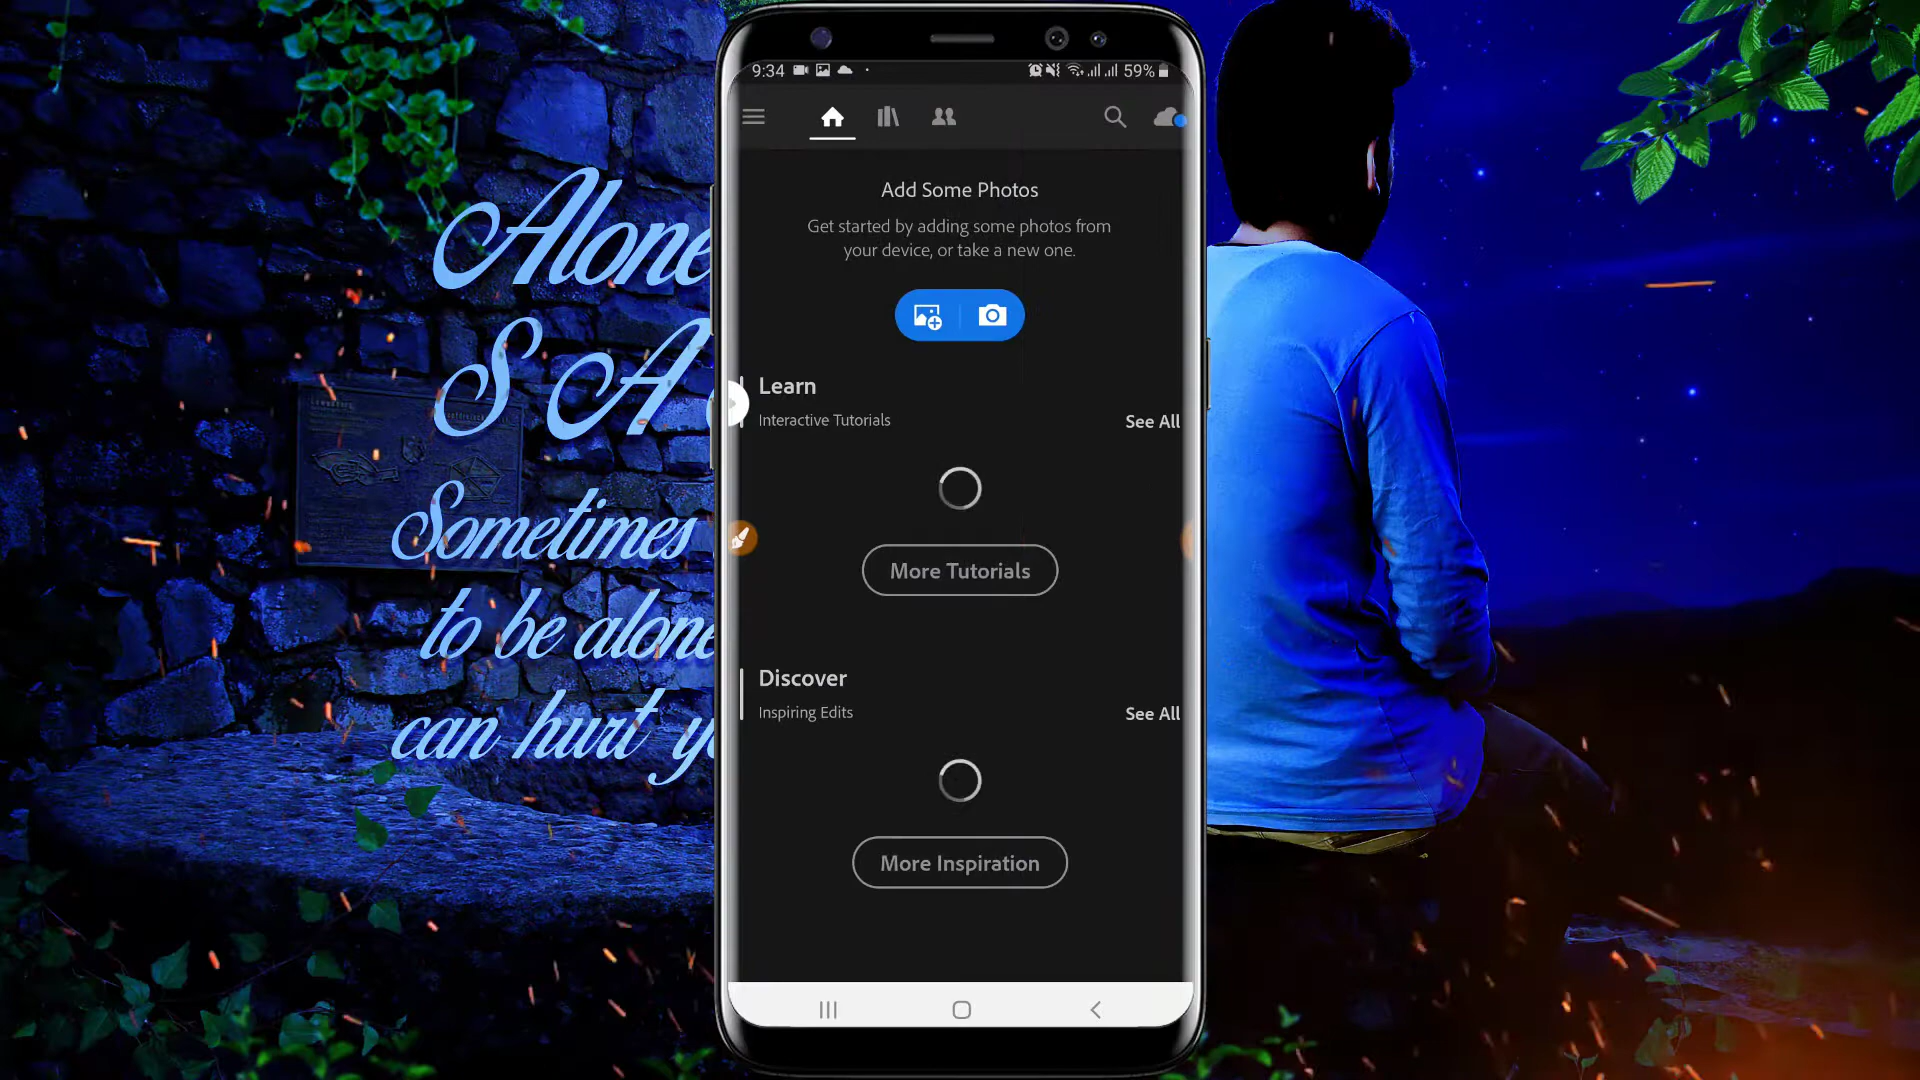 Alone
S A
Sometimes
to be alone
can hurt
9:34
59%
Add Some Photos
Get started by adding some photos from
your device, or take a new one.
Learn
Interactive Tutorials
See All
More Tutorials
Discover
Inspiring Edits
See All
More Inspiration